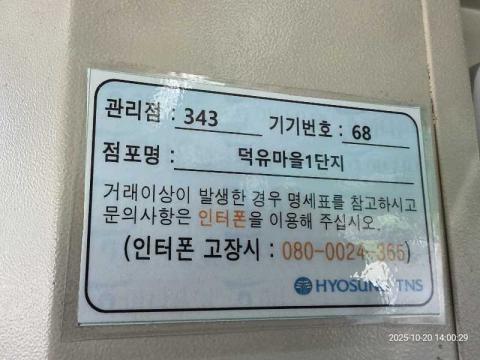 관리점 : 343 기기번호 : 68
점포명 : 덕유마을1단지
거래이상이 발생한 경우 명세표를 참고하시고
문의사항은 인터폰을 이용해 주십시오.
(인터폰 고장시 : 080-0024-365)
HYOSUNG TNS
2025-10-20 14:00:29